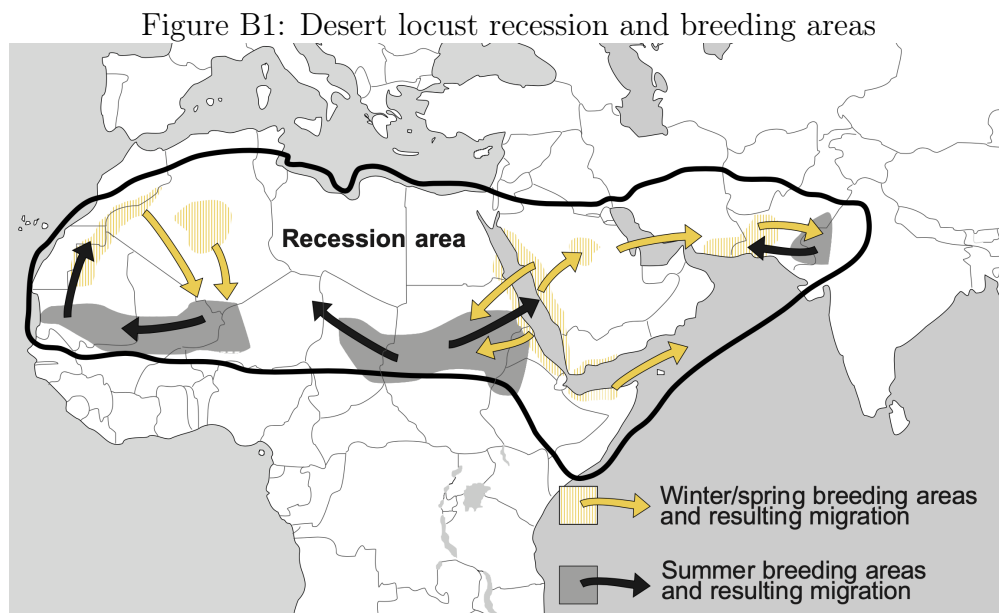 Figure B1: Desert locust recession and breeding areas
Recession area
Winter/spring breeding areas
and resulting migration
Summer breeding areas
and resulting migration